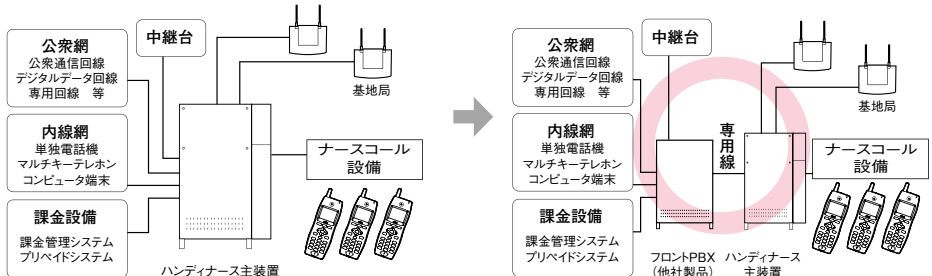 中継台
公衆網
公衆通信回線
デジタルデータ回線
専用回線 等
内線網
単独電話機
マルチキーテレホン
コンピュータ端末
課金設備
課金管理システム
プリペイドシステム
基地局
ナースコール
設備
ハンディナース主装置
中継台
公衆網
公衆通信回線
デジタルデータ回線
専用回線 等
内線網
単独電話機
マルチキーテレホン
コンピュータ端末
課金設備
課金管理システム
プリペイドシステム
専用線
基地局
ナースコール
設備
フロントPBX
(他社製品)
ハンディナース
主装置